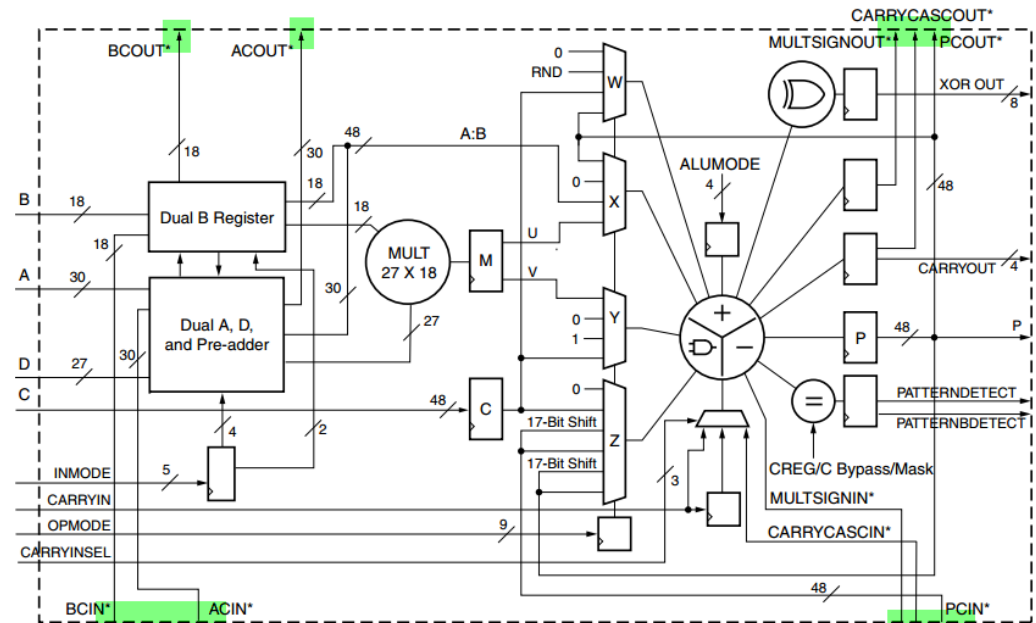 CARRYCASCOUT*
BCOUT*
ACOUT*
MULTSIGNOUT*
PCOUT*
0
RND
W
XOR OUT
8
48
A:B
18
30
18
18
0
X
ALUMODE
4
48
B
18
Dual B Register
MULT
27 X 18
U
M
V
18
A
30
30
Y
0
1
CARRYOUT
4
Dual A, D,
and Pre-adder
27
30
P
48
P
D
27
C
48
C
0
17-Bit Shift
Z
17-Bit Shift
=
PATTERNDETECT
PATTERNBDETECT
4
2
3
CREG/C Bypass/Mask
INMODE
5
CARRYIN
MULTSIGNIN*
OPMODE
9
CARRYCASCIN*
CARRYINSEL
48
BCIN*
ACIN*
PCIN*